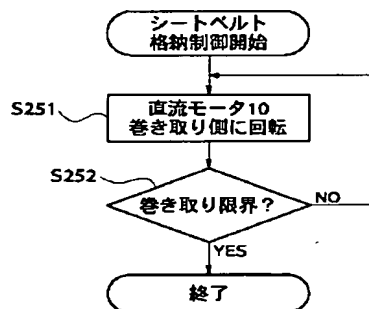 シートベルト
格納制御開始
S251
直流モータ10
巻き取り側に回転
S252
巻き取り限界?
NO
YES
終了